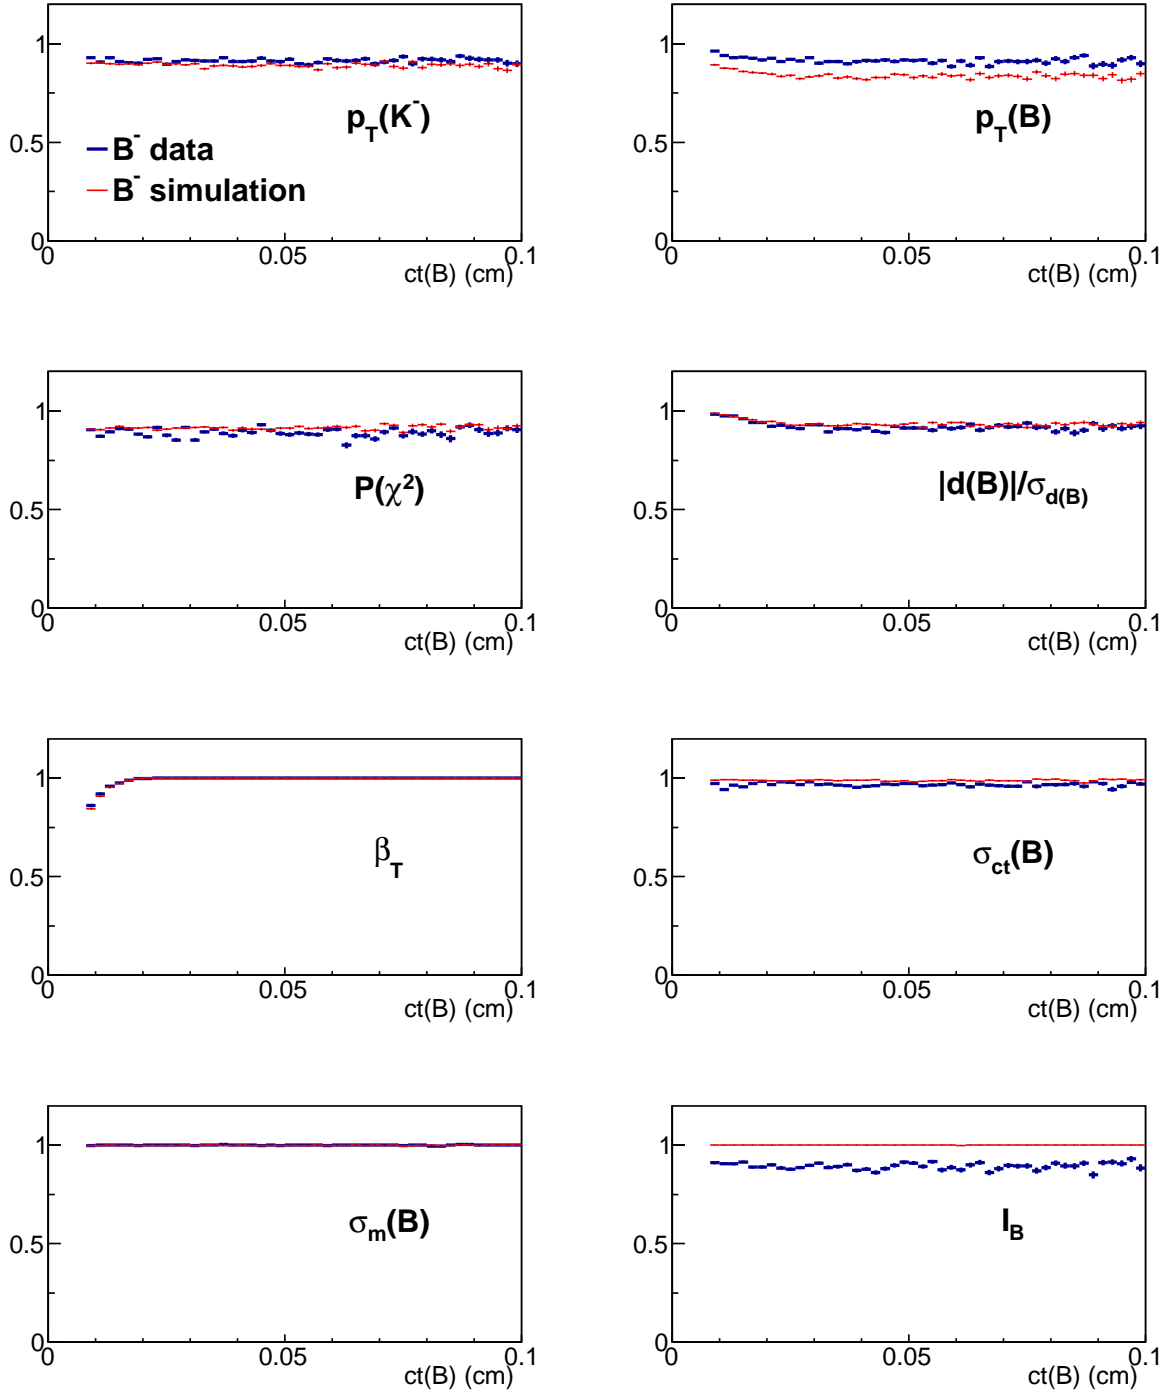 1
0.5
0
p_T(K⁻)
B⁻ data
B⁻ simulation
0 0.05 0.1
ct(B) (cm)
1
0.5
0
p_T(B)
0 0.05 0.1
ct(B) (cm)
1
0.5
0
P(χ²)
0 0.05 0.1
ct(B) (cm)
1
0.5
0
|d(B)|/σ_d(B)
0 0.05 0.1
ct(B) (cm)
1
0.5
0
β_T
0 0.05 0.1
ct(B) (cm)
1
0.5
0
σ_ct(B)
0 0.05 0.1
ct(B) (cm)
1
0.5
0
σ_m(B)
0 0.05 0.1
ct(B) (cm)
1
0.5
0
I_B
0 0.05 0.1
ct(B) (cm)